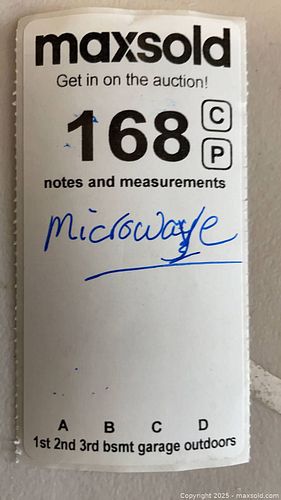 maxsold
Get in on the auction!
168 C
P
notes and measurements
Microwave
A B C D
1st 2nd 3rd bsmt garage outdoors
Copyright © 2025 - maxsold.com